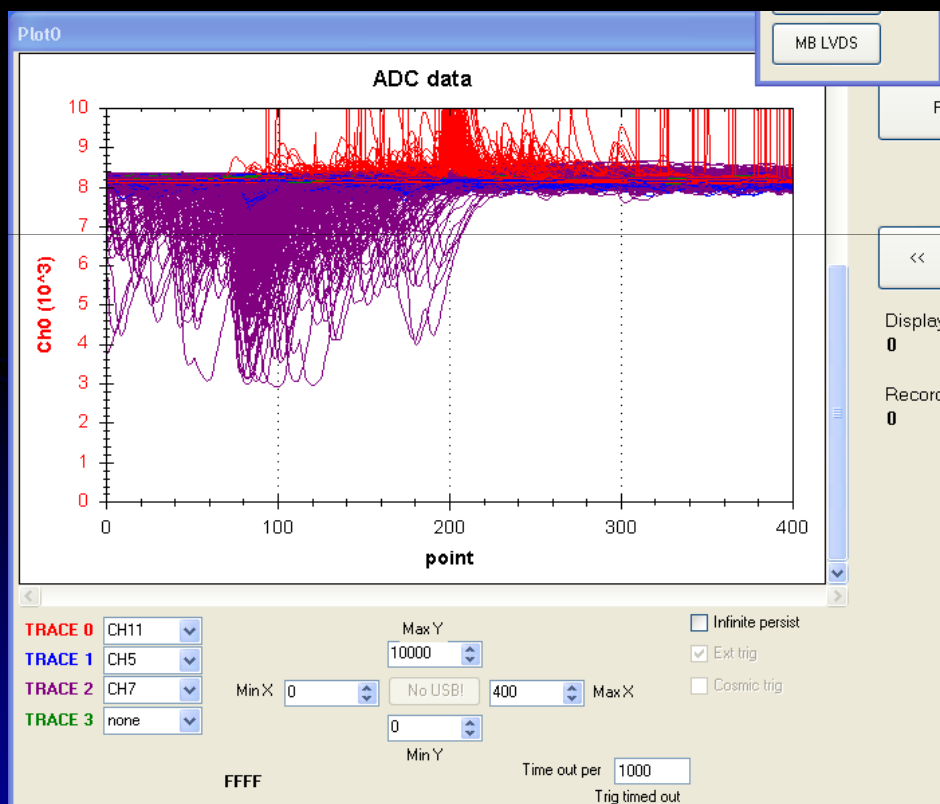 Plot0
MB LVDS
ADC data
10
9
8
7
6
5
4
3
2
1
0
Ch0 (10^3)
0 100 200 300 400
point
<<
Display
0
Record
0
TRACE 0 CH11
TRACE 1 CH5
TRACE 2 CH7
TRACE 3 none
Max Y
10000
Min X 0 No USB! 400 Max X
0
Min Y
Infinite persist
Ext trig
Cosmic trig
FFFF
Time out per 1000
Trig timed out